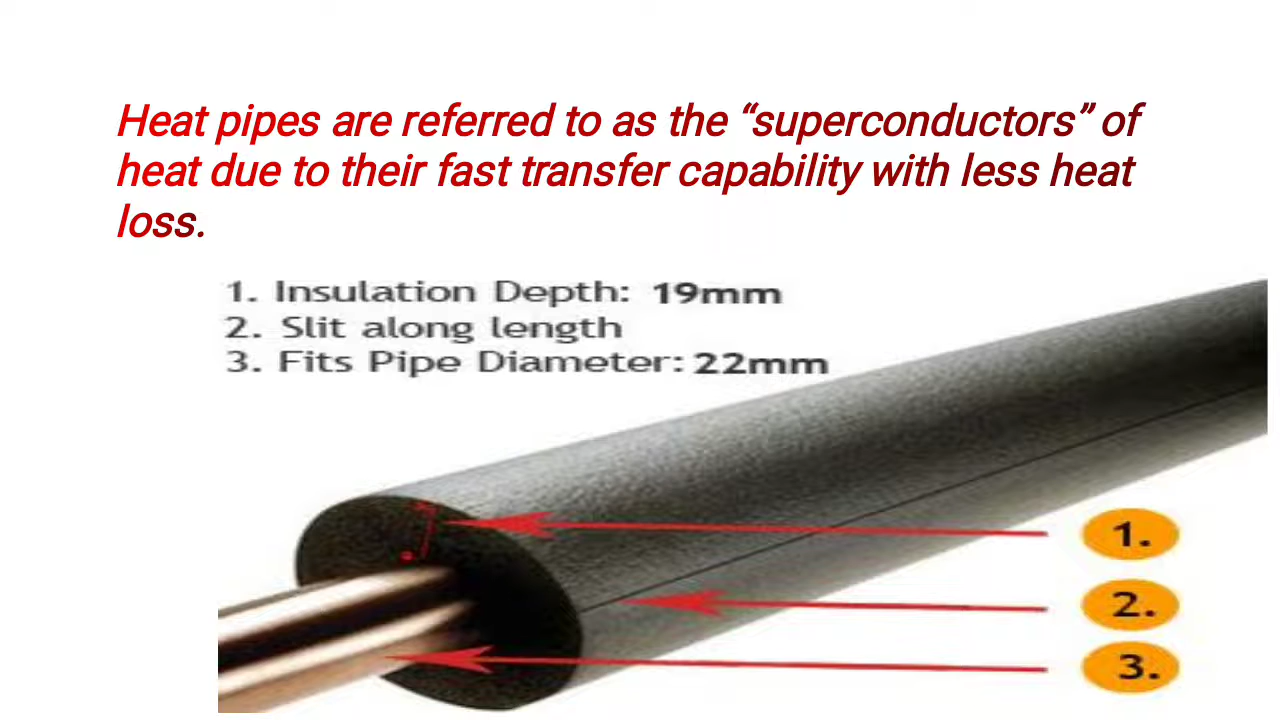 Heat pipes are referred to as the “superconductors” of
heat due to their fast transfer capability with less heat
loss.
1. Insulation Depth: 19mm
2. Slit along length
3. Fits Pipe Diameter: 22mm
1.
2.
3.